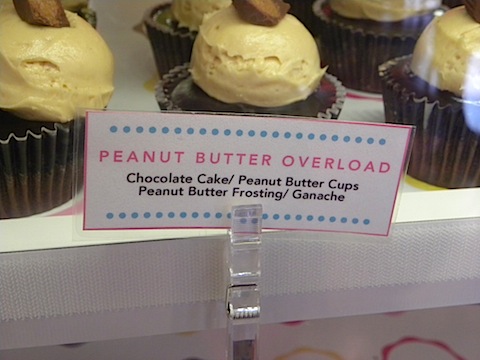 PEANUT BUTTER OVERLOAD
Chocolate Cake/ Peanut Butter Cups
Peanut Butter Frosting/ Ganache